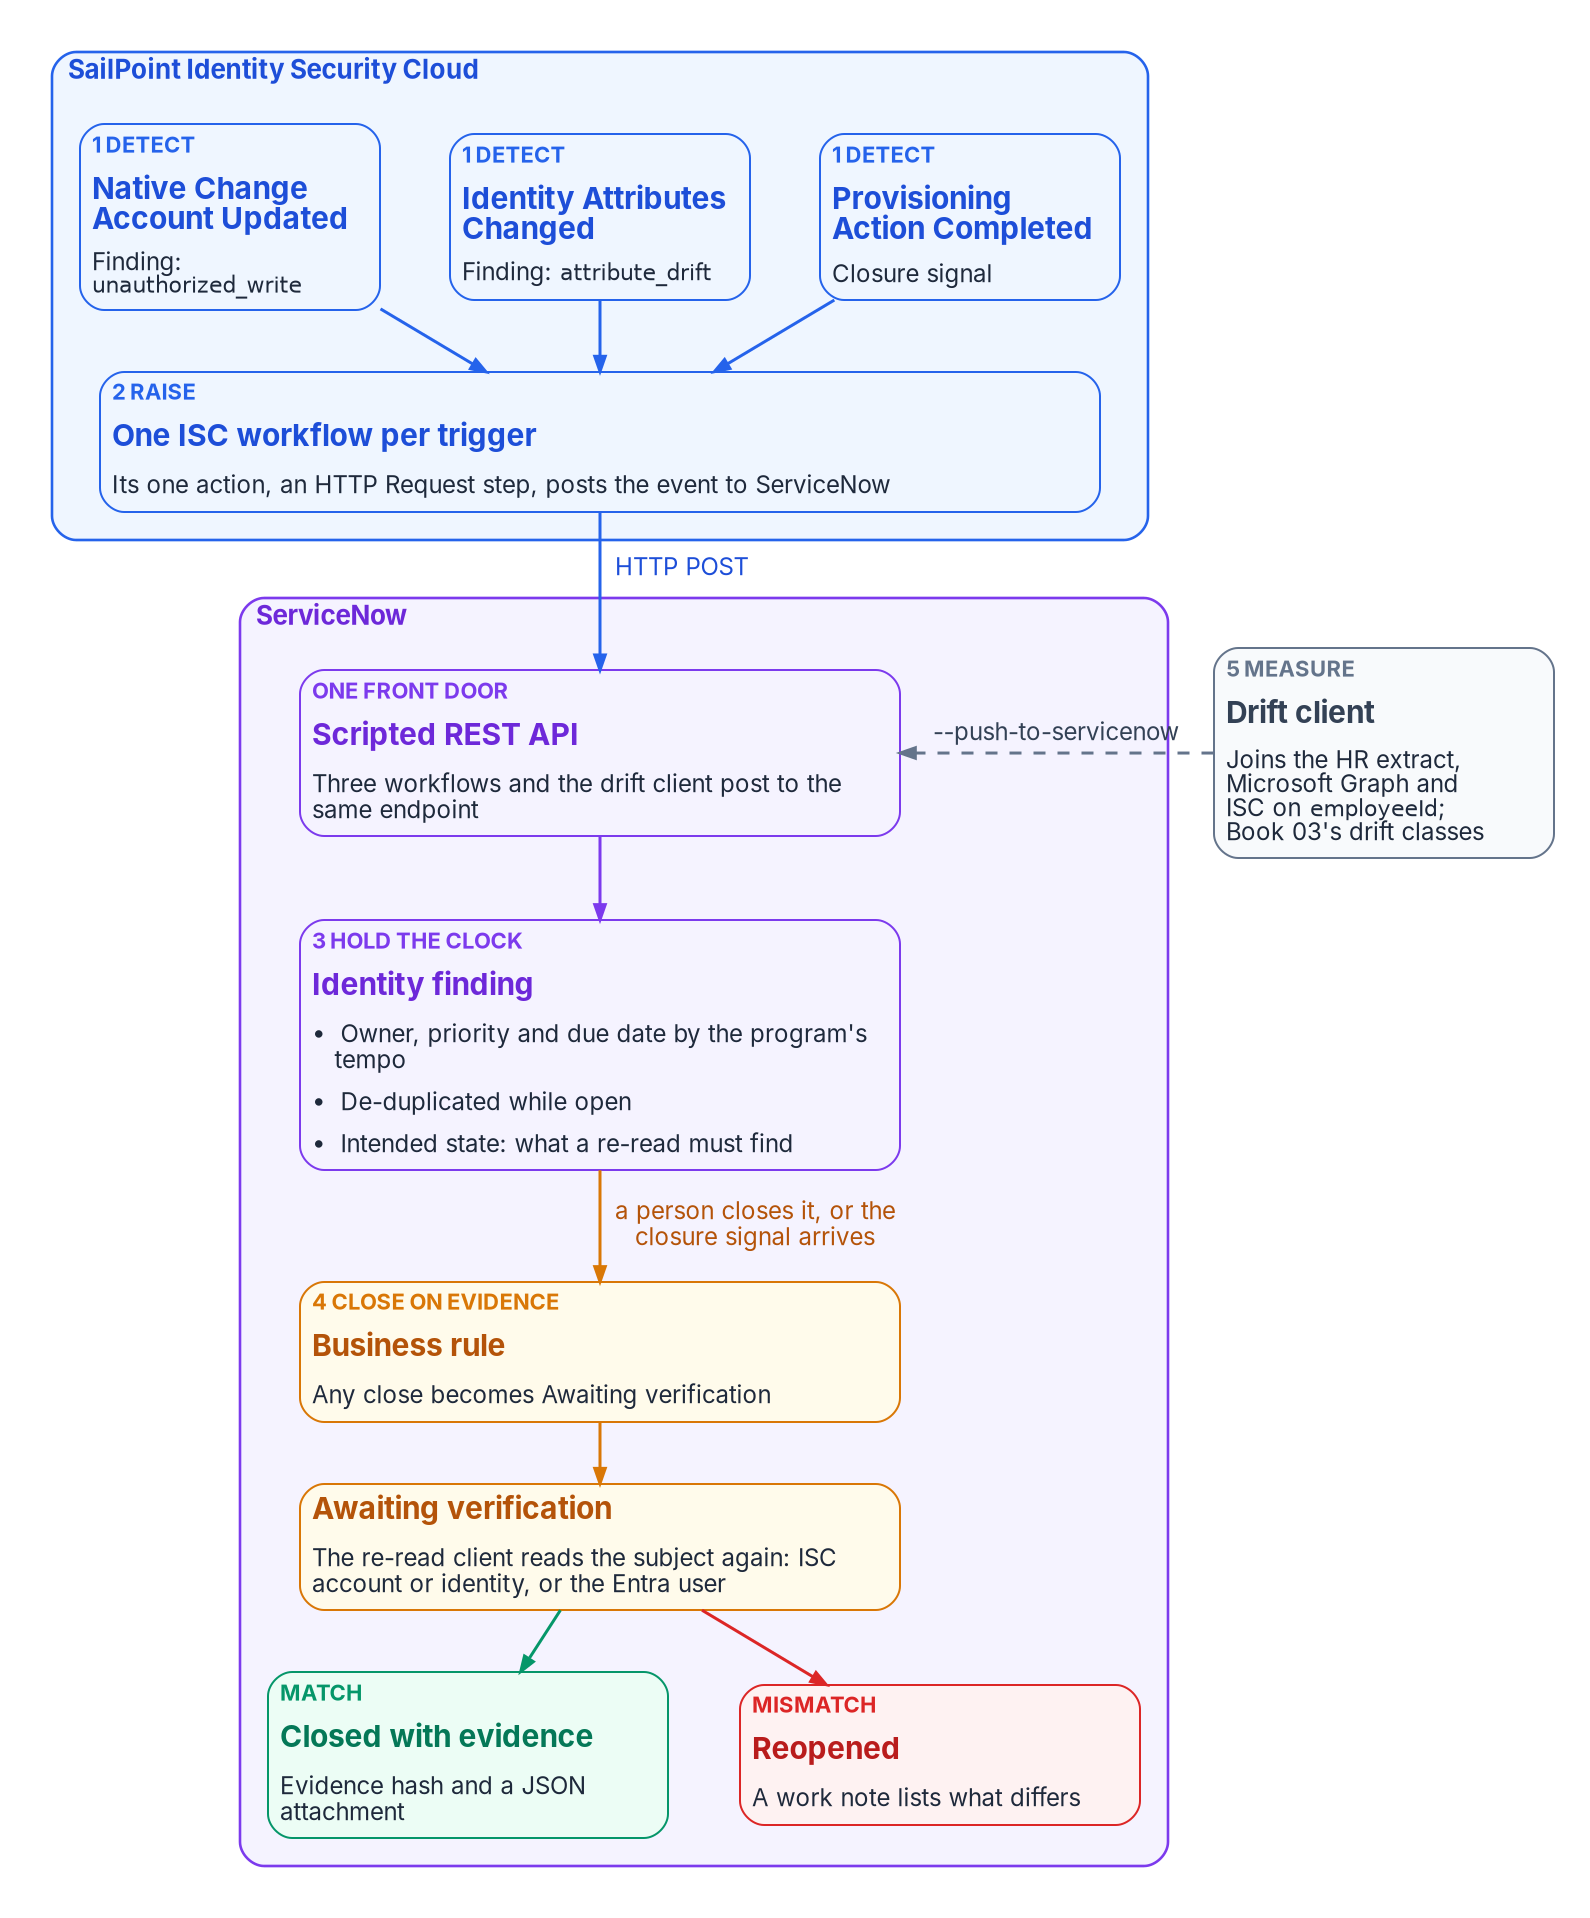 SailPoint Identity Security Cloud
1 DETECT
Native Change
Account Updated
Finding:
unauthorized_write
1 DETECT
Identity Attributes
Changed
Finding: attribute_drift
1 DETECT
Provisioning
Action Completed
Closure signal
2 RAISE
One ISC workflow per trigger
Its one action, an HTTP Request step, posts the event to ServiceNow
HTTP POST
ServiceNow
ONE FRONT DOOR
Scripted REST API
Three workflows and the drift client post to the
same endpoint
--push-to-servicenow
5 MEASURE
Drift client
Joins the HR extract,
Microsoft Graph and
ISC on employeeId;
Book 03's drift classes
3 HOLD THE CLOCK
Identity finding
• Owner, priority and due date by the program's
tempo
• De-duplicated while open
• Intended state: what a re-read must find
a person closes it, or the
closure signal arrives
4 CLOSE ON EVIDENCE
Business rule
Any close becomes Awaiting verification
Awaiting verification
The re-read client reads the subject again: ISC
account or identity, or the Entra user
MATCH
Closed with evidence
Evidence hash and a JSON
attachment
MISMATCH
Reopened
A work note lists what differs